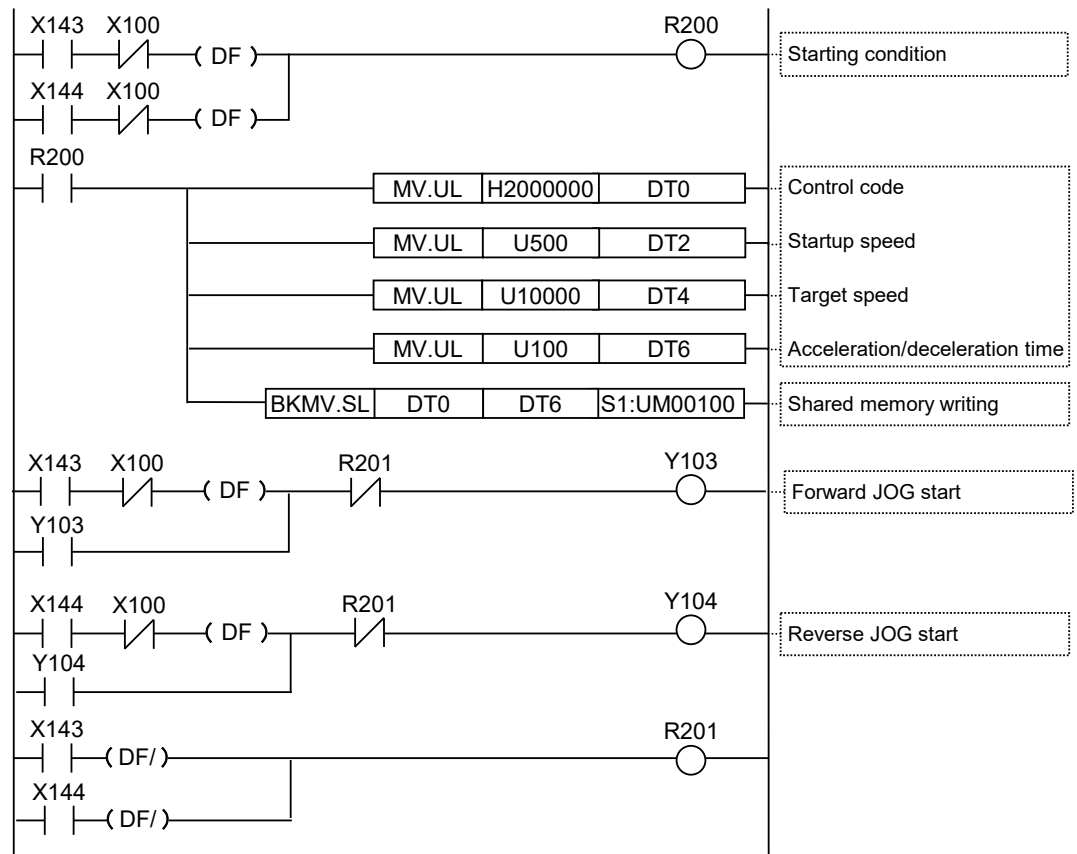 X143 X100 R200
( DF ) Starting condition
X144 X100
( DF )
R200
MV.UL H2000000 DT0 Control code
MV.UL U500 DT2 Startup speed
MV.UL U10000 DT4 Target speed
MV.UL U100 DT6 Acceleration/deceleration time
BKMV.SL DT0 DT6 S1:UM00100 Shared memory writing
X143 X100 R201 Y103
( DF ) Forward JOG start
Y103
X144 X100 R201 Y104
( DF ) Reverse JOG start
Y104
X143 R201
( DF/ )
X144
( DF/ )